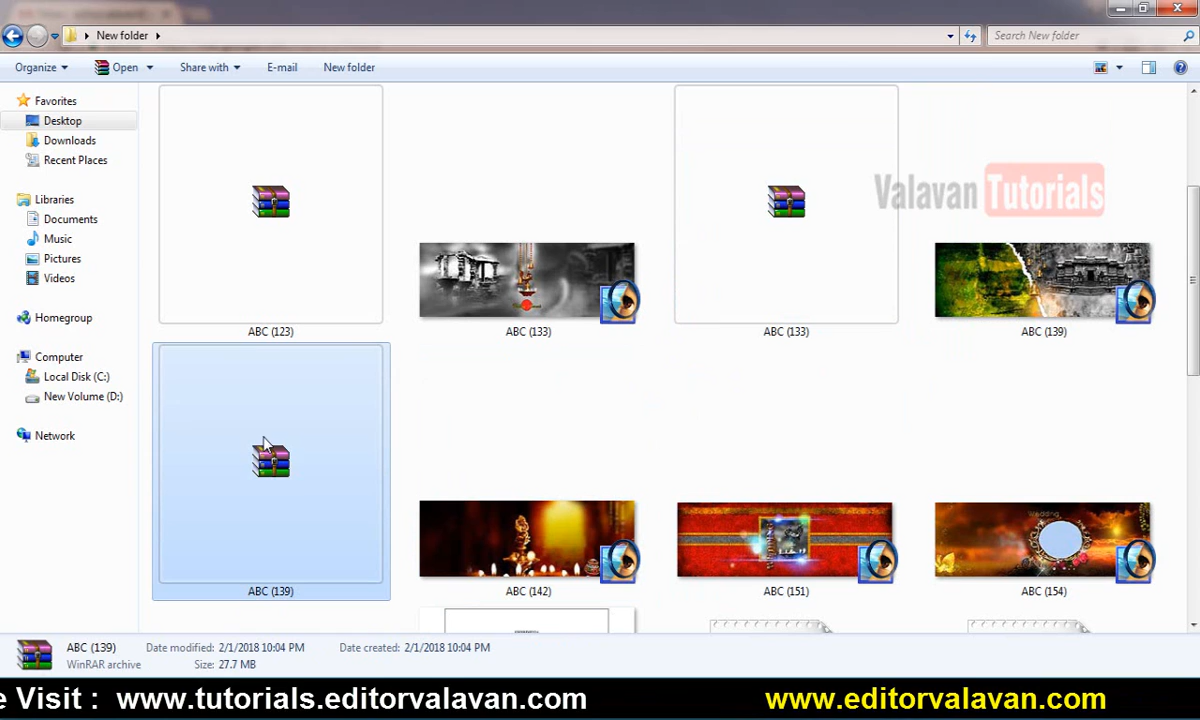 New folder
Search New folder
Organize Open Share with E-mail New folder
Favorites
Desktop
Downloads
Recent Places
Libraries
Documents
Music
Pictures
Videos
Homegroup
Computer
Local Disk (C:)
New Volume (D:)
Network
Valavan Tutorials
ABC (123)
ABC (133)
ABC (133)
ABC (139)
ABC (139)
ABC (142)
ABC (151)
Wedding
ABC (154)
ABC (139) Date modified: 2/1/2018 10:04 PM Date created: 2/1/2018 10:04 PM
WinRAR archive Size: 27.7 MB
e Visit : www.tutorials.editorvalavan.com www.editorvalavan.com